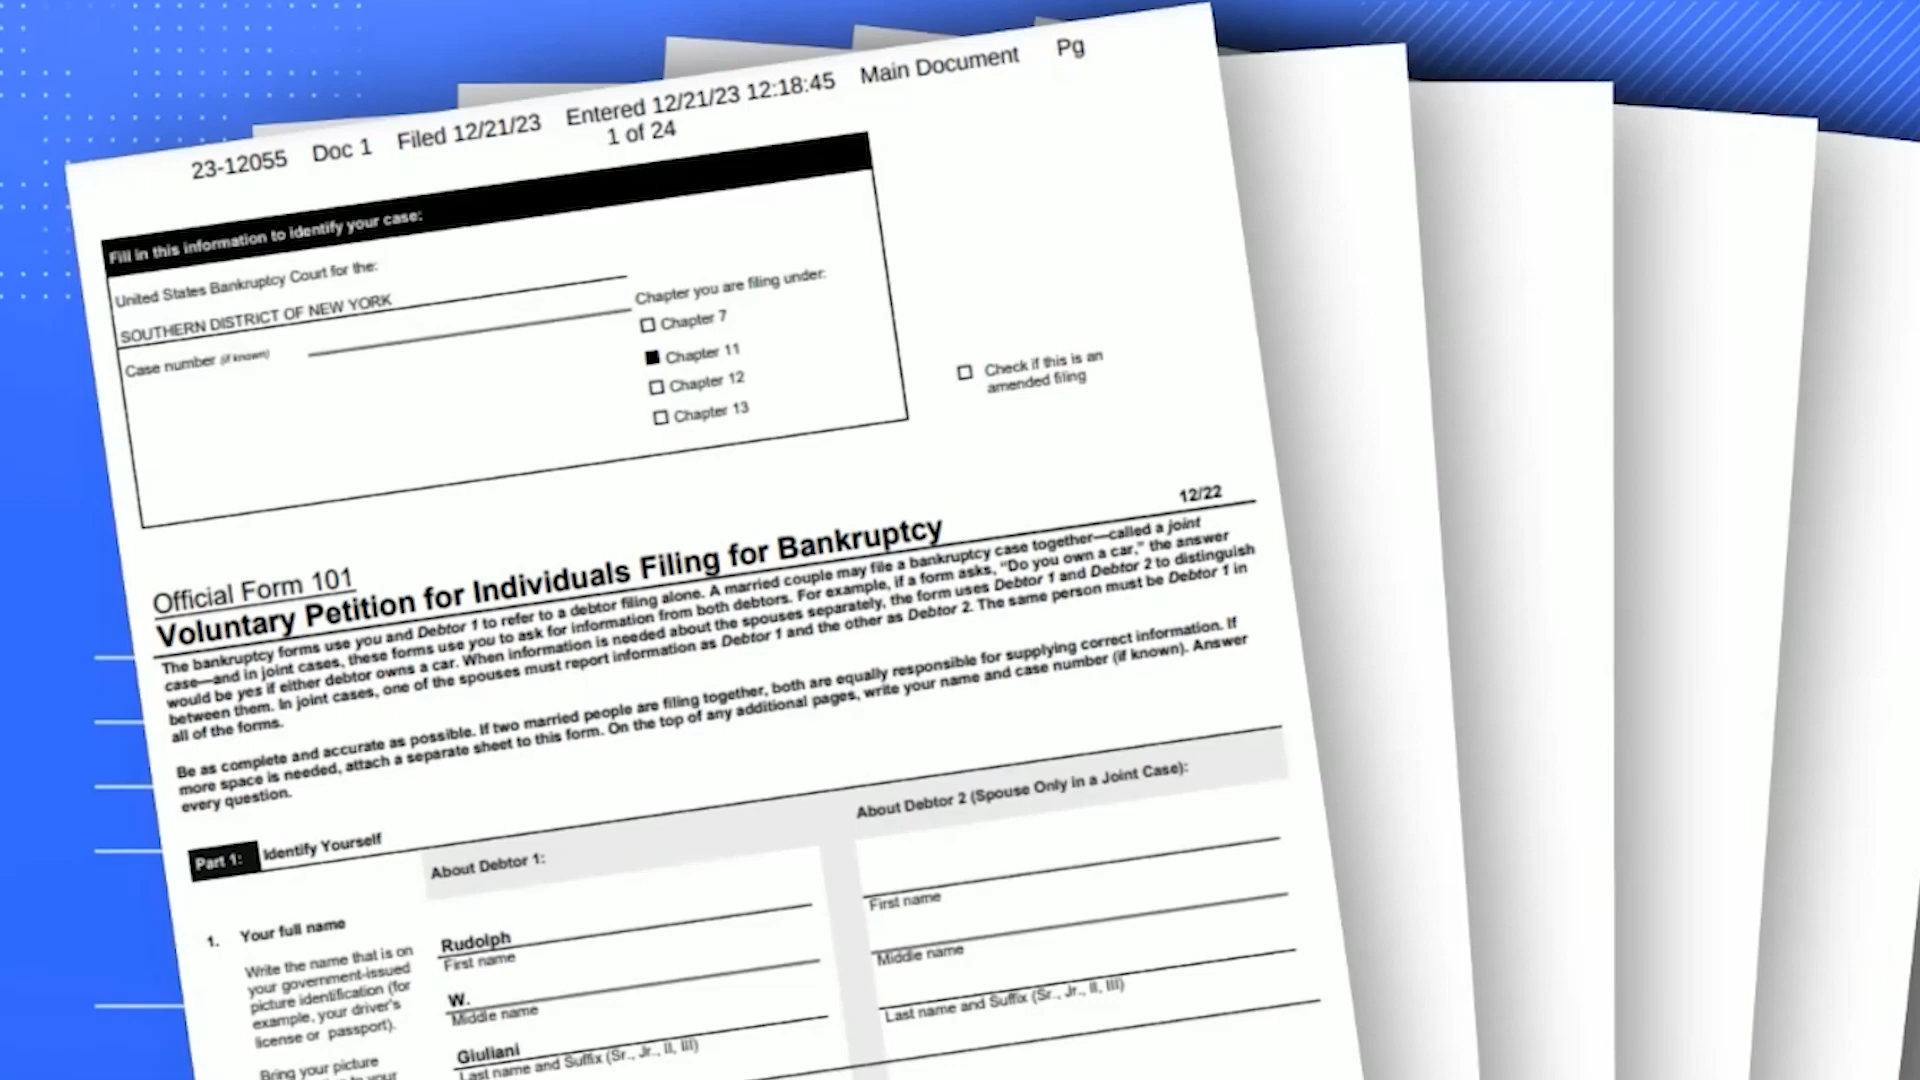 23-12055 Doc 1 Filed 12/21/23 Entered 12/21/23 12:18:45 Main Document Pg
1 of 24
Fill in this information to identify your case:
United States Bankruptcy Court for the:
SOUTHERN DISTRICT OF NEW YORK
Case number (if known)
Chapter you are filing under:
Chapter 7
Chapter 11
Chapter 12
Chapter 13
Check if this is an
amended filing
Official Form 101
Voluntary Petition for Individuals Filing for Bankruptcy
12/22
The bankruptcy forms use you and Debtor 1 to refer to a debtor filing alone. A married couple may file a bankruptcy case together—called a joint
case—and in joint cases, these forms use you to ask for information from both debtors. For example, if a form asks, “Do you own a car,” the answer
would be yes if either debtor owns a car. When information is needed about the spouses separately, the form uses Debtor 1 and Debtor 2 to distinguish
between them. In joint cases, one of the spouses must report information as Debtor 1 and the other as Debtor 2. The same person must be Debtor 1 in
all of the forms.
Be as complete and accurate as possible. If two married people are filing together, both are equally responsible for supplying correct information. If
more space is needed, attach a separate sheet to this form. On the top of any additional pages, write your name and case number (if known). Answer
every question.
Part 1: Identify Yourself
About Debtor 1:
About Debtor 2 (Spouse Only in a Joint Case):
1. Your full name
Write the name that is on
your government-issued
picture identification (for
example, your driver's
license or passport).
Bring your picture
Rudolph
First name
W.
Middle name
Giuliani
Last name and Suffix (Sr., Jr., II, III)
First name
Middle name
Last name and Suffix (Sr., Jr., II, III)